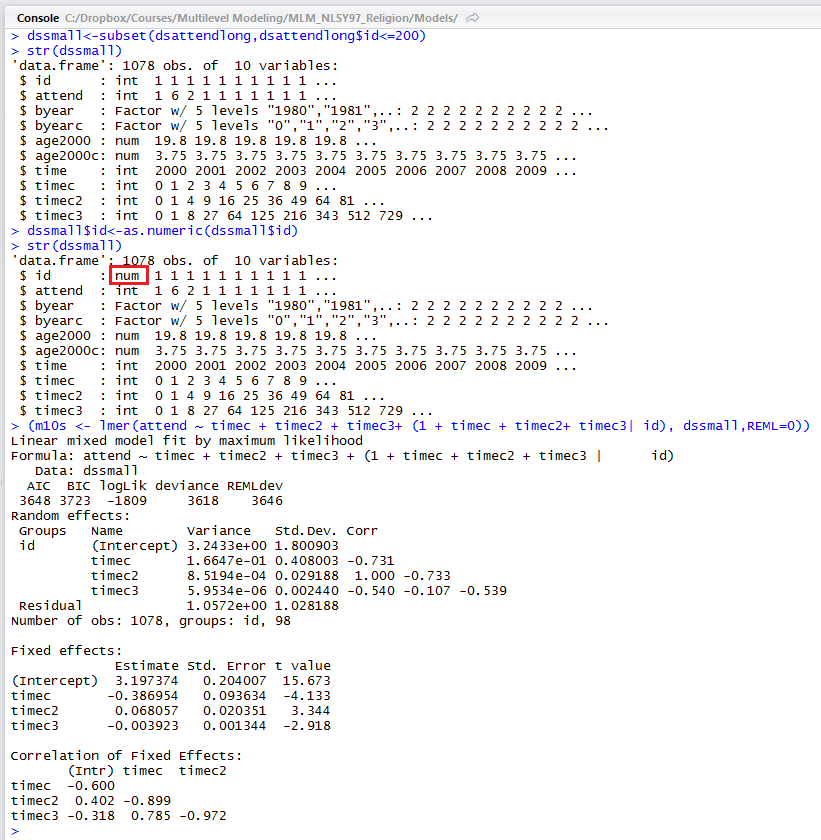 Console C:/Dropbox/Courses/Multilevel Modeling/MLM_NLSY97_Religion/Models/
> dssmall<-subset(dsattendlong,dsattendlong$id<=200)
> str(dssmall)
'data.frame': 1078 obs. of  10 variables:
 $ id      : int  1 1 1 1 1 1 1 1 1 1 ...
 $ attend  : int  1 6 2 1 1 1 1 1 1 1 ...
 $ byear   : Factor w/ 5 levels "1980","1981",..: 2 2 2 2 2 2 2 2 2 2 ...
 $ byearc  : Factor w/ 5 levels "0","1","2","3",..: 2 2 2 2 2 2 2 2 2 2 ...
 $ age2000 : num  19.8 19.8 19.8 19.8 19.8 ...
 $ age2000c: num  3.75 3.75 3.75 3.75 3.75 3.75 3.75 3.75 3.75 3.75 ...
 $ time    : int  2000 2001 2002 2003 2004 2005 2006 2007 2008 2009 ...
 $ timec   : int  0 1 2 3 4 5 6 7 8 9 ...
 $ timec2  : int  0 1 4 9 16 25 36 49 64 81 ...
 $ timec3  : int  0 1 8 27 64 125 216 343 512 729 ...
> dssmall$id<-as.numeric(dssmall$id)
> str(dssmall)
'data.frame': 1078 obs. of  10 variables:
 $ id      : num  1 1 1 1 1 1 1 1 1 1 ...
 $ attend  : int  1 6 2 1 1 1 1 1 1 1 ...
 $ byear   : Factor w/ 5 levels "1980","1981",..: 2 2 2 2 2 2 2 2 2 2 ...
 $ byearc  : Factor w/ 5 levels "0","1","2","3",..: 2 2 2 2 2 2 2 2 2 2 ...
 $ age2000 : num  19.8 19.8 19.8 19.8 19.8 ...
 $ age2000c: num  3.75 3.75 3.75 3.75 3.75 3.75 3.75 3.75 3.75 3.75 ...
 $ time    : int  2000 2001 2002 2003 2004 2005 2006 2007 2008 2009 ...
 $ timec   : int  0 1 2 3 4 5 6 7 8 9 ...
 $ timec2  : int  0 1 4 9 16 25 36 49 64 81 ...
 $ timec3  : int  0 1 8 27 64 125 216 343 512 729 ...
> (m10s <- lmer(attend ~ timec + timec2 + timec3+ (1 + timec + timec2+ timec3| id), dssmall,REML=0))
Linear mixed model fit by maximum likelihood
Formula: attend ~ timec + timec2 + timec3 + (1 + timec + timec2 + timec3 |      id)
   Data: dssmall
  AIC  BIC logLik deviance REMLdev
 3648 3723  -1809     3618    3646
Random effects:
 Groups   Name        Variance   Std.Dev. Corr
 id       (Intercept) 3.2433e+00 1.800903
          timec       1.6647e-01 0.408003 -0.731
          timec2      8.5194e-04 0.029188  1.000 -0.733
          timec3      5.9534e-06 0.002440 -0.540 -0.107 -0.539
 Residual             1.0572e+00 1.028188
Number of obs: 1078, groups: id, 98
Fixed effects:
             Estimate Std. Error t value
(Intercept)  3.197374   0.204007  15.673
timec       -0.386954   0.093634  -4.133
timec2       0.068057   0.020351   3.344
timec3      -0.003923   0.001344  -2.918
Correlation of Fixed Effects:
       (Intr) timec  timec2
timec  -0.600
timec2  0.402 -0.899
timec3 -0.318  0.785 -0.972
>